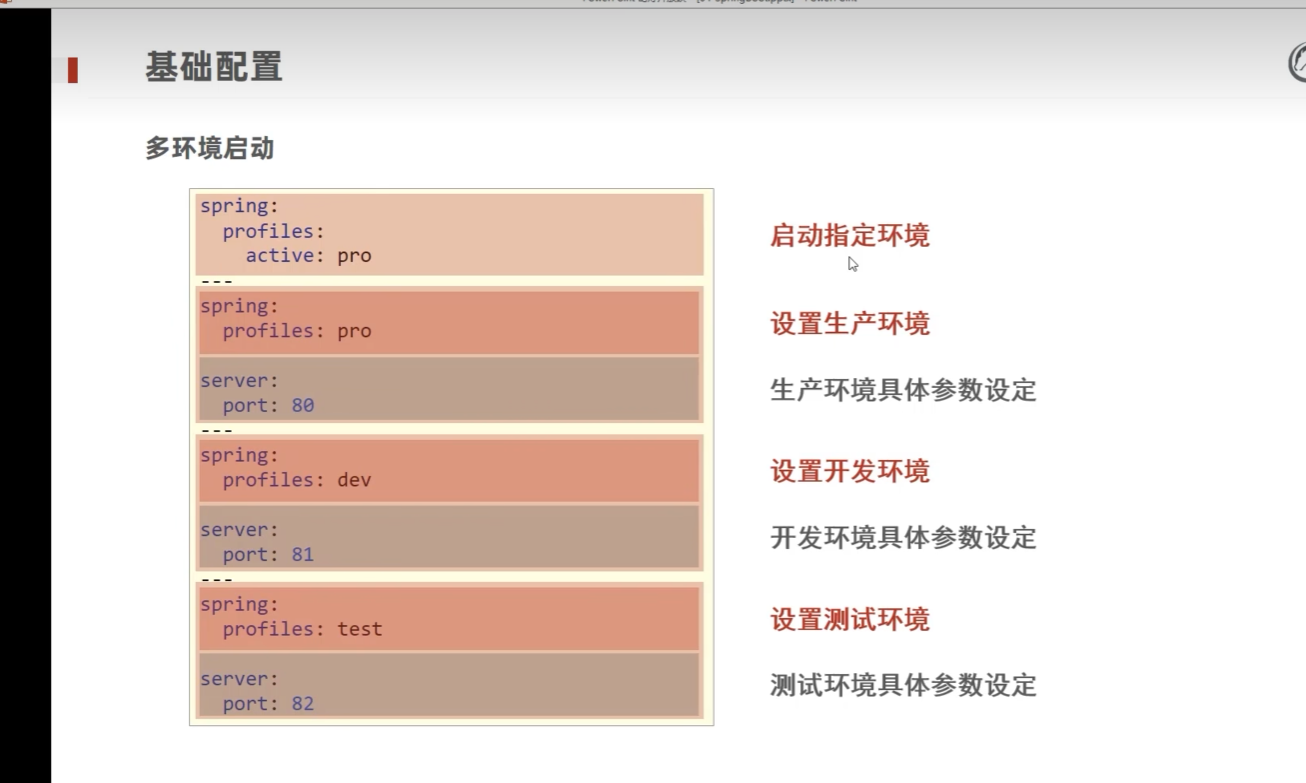 基础配置
多环境启动
spring:
  profiles:
    active: pro
---
spring:
  profiles: pro
server:
  port: 80
---
spring:
  profiles: dev
server:
  port: 81
---
spring:
  profiles: test
server:
  port: 82
启动指定环境
设置生产环境
生产环境具体参数设定
设置开发环境
开发环境具体参数设定
设置测试环境
测试环境具体参数设定